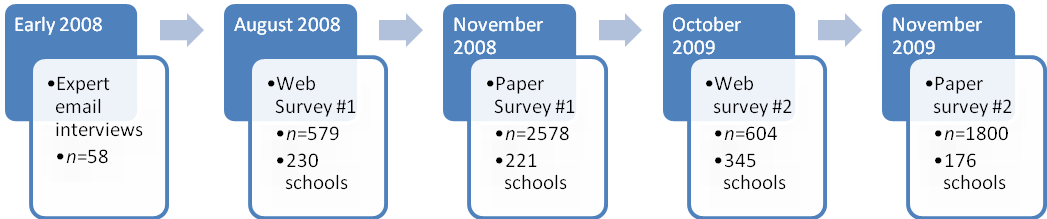 Early 2008
•Expert
email
interviews
•n=58
August 2008
•Web
Survey #1
•n=579
•230
schools
November
2008
•Paper
Survey #1
•n=2578
•221
schools
October
2009
•Web
survey #2
•n=604
•345
schools
November
2009
•Paper
survey #2
•n=1800
•176
schools